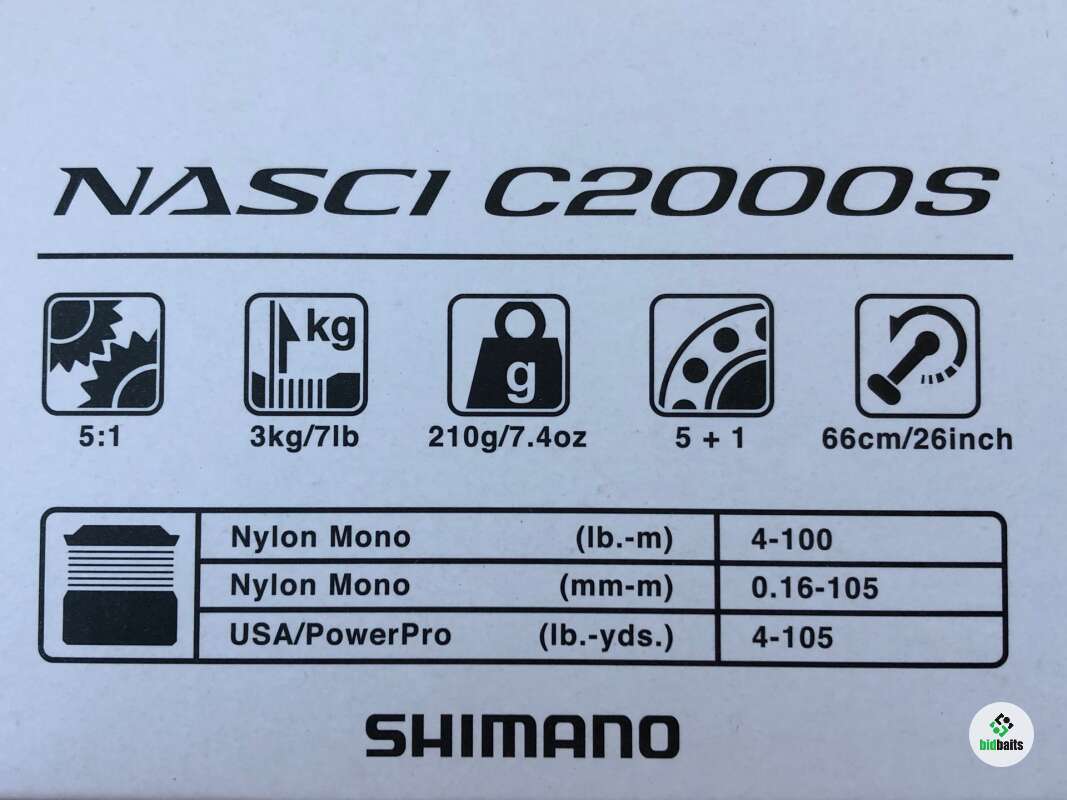 NASCI C2000S
kg
g
5:1
3kg/7lb
210g/7.4oz
5 + 1
66cm/26inch
Nylon Mono (lb.-m) 4-100
Nylon Mono (mm-m) 0.16-105
USA/PowerPro (lb.-yds.) 4-105
SHIMANO
bidbaits